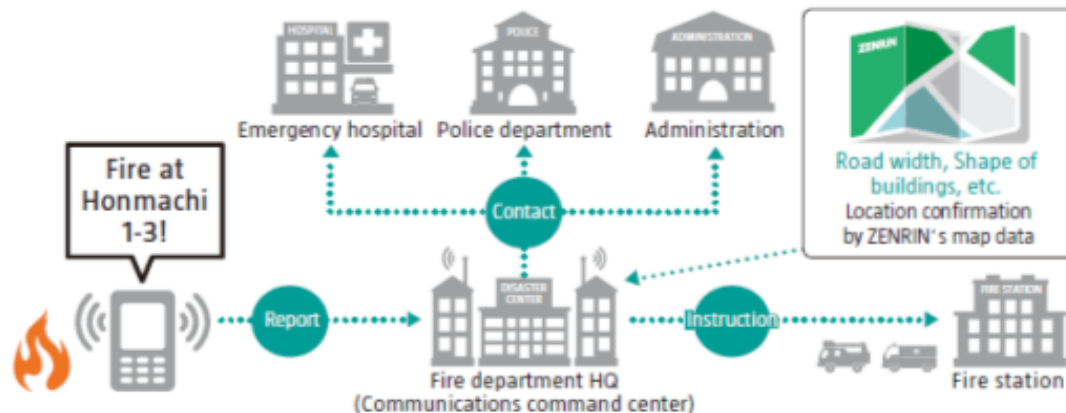 HOSPITAL
POLICE
ADMINISTRATION
ZENRIN
Emergency hospital
Police department
Administration
Road width, Shape of
buildings, etc.
Location confirmation
by ZENRIN's map data
Fire at
Honmachi
1-3!
Contact
DISASTER
CENTER
FIRE STATION
Report
Instruction
Fire department HQ
(Communications command center)
Fire station